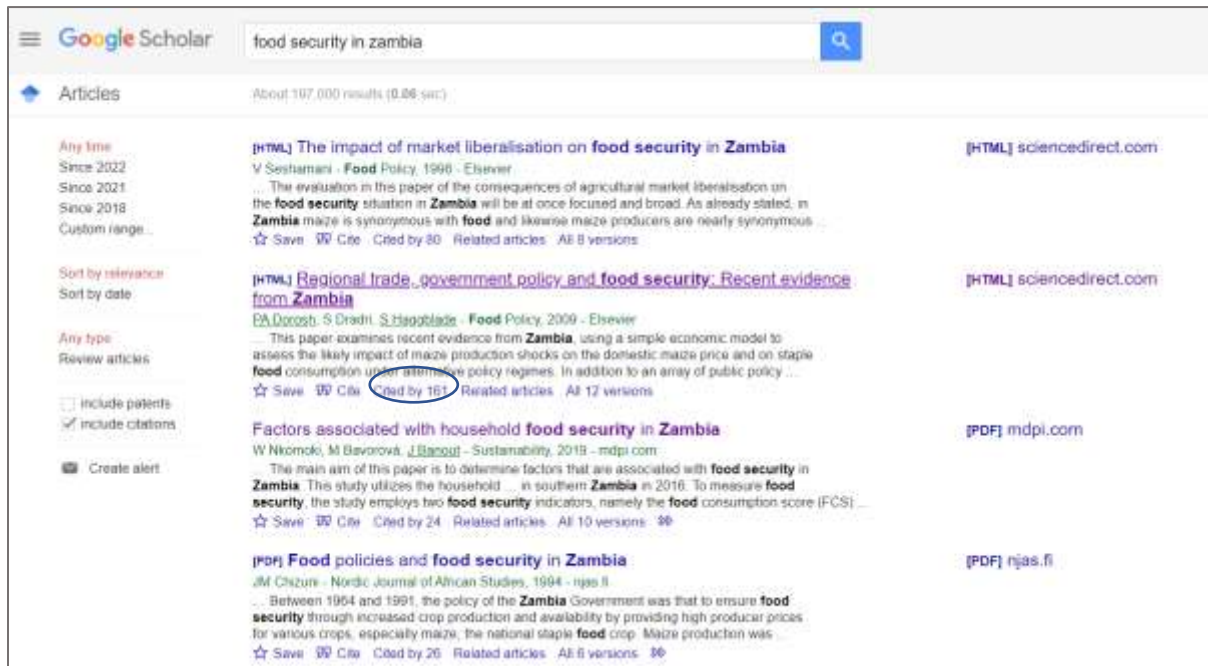 Google Scholar
food security in zambia
Articles
About 197,000 results (0.06 sec)
Any time
Since 2022
Since 2021
Since 2018
Custom range...
Sort by relevance
Sort by date
Any type
Review articles
include patents
include citations
Create alert
[HTML] The impact of market liberalisation on food security in Zambia
[HTML] sciencedirect.com
V Seshamani - Food Policy, 1998 - Elsevier
... The evaluation in this paper of the consequences of agricultural market liberalisation on
the food security situation in Zambia will be at once focused and broad. As already stated, in
Zambia maize is synonymous with food and likewise maize producers are nearly synonymous ...
Save Cite Cited by 80 Related articles All 8 versions
[HTML] Regional trade, government policy and food security: Recent evidence
from Zambia
[HTML] sciencedirect.com
PA Dorosh, S Dradri, S Haggblade - Food Policy, 2009 - Elsevier
... This paper examines recent evidence from Zambia, using a simple economic model to
assess the likely impact of maize production shocks on the domestic maize price and on staple
food consumption under alternative policy regimes. In addition to an array of public policy ...
Save Cite Cited by 161 Related articles All 12 versions
Factors associated with household food security in Zambia
[PDF] mdpi.com
W Nkomoki, M Bavorová, J Banout - Sustainability, 2019 - mdpi.com
... The main aim of this paper is to determine factors that are associated with food security in
Zambia. This study utilizes the household ... in southern Zambia in 2016. To measure food
security, the study employs two food security indicators, namely the food consumption score (FCS) ...
Save Cite Cited by 24 Related articles All 10 versions
[PDF] Food policies and food security in Zambia
[PDF] njas.fi
JM Chizuni - Nordic Journal of African Studies, 1994 - njas.fi
... Between 1964 and 1991, the policy of the Zambia Government was that to ensure food
security through increased crop production and availability by providing high producer prices
for various crops, especially maize, the national staple food crop. Maize production was ...
Save Cite Cited by 26 Related articles All 6 versions